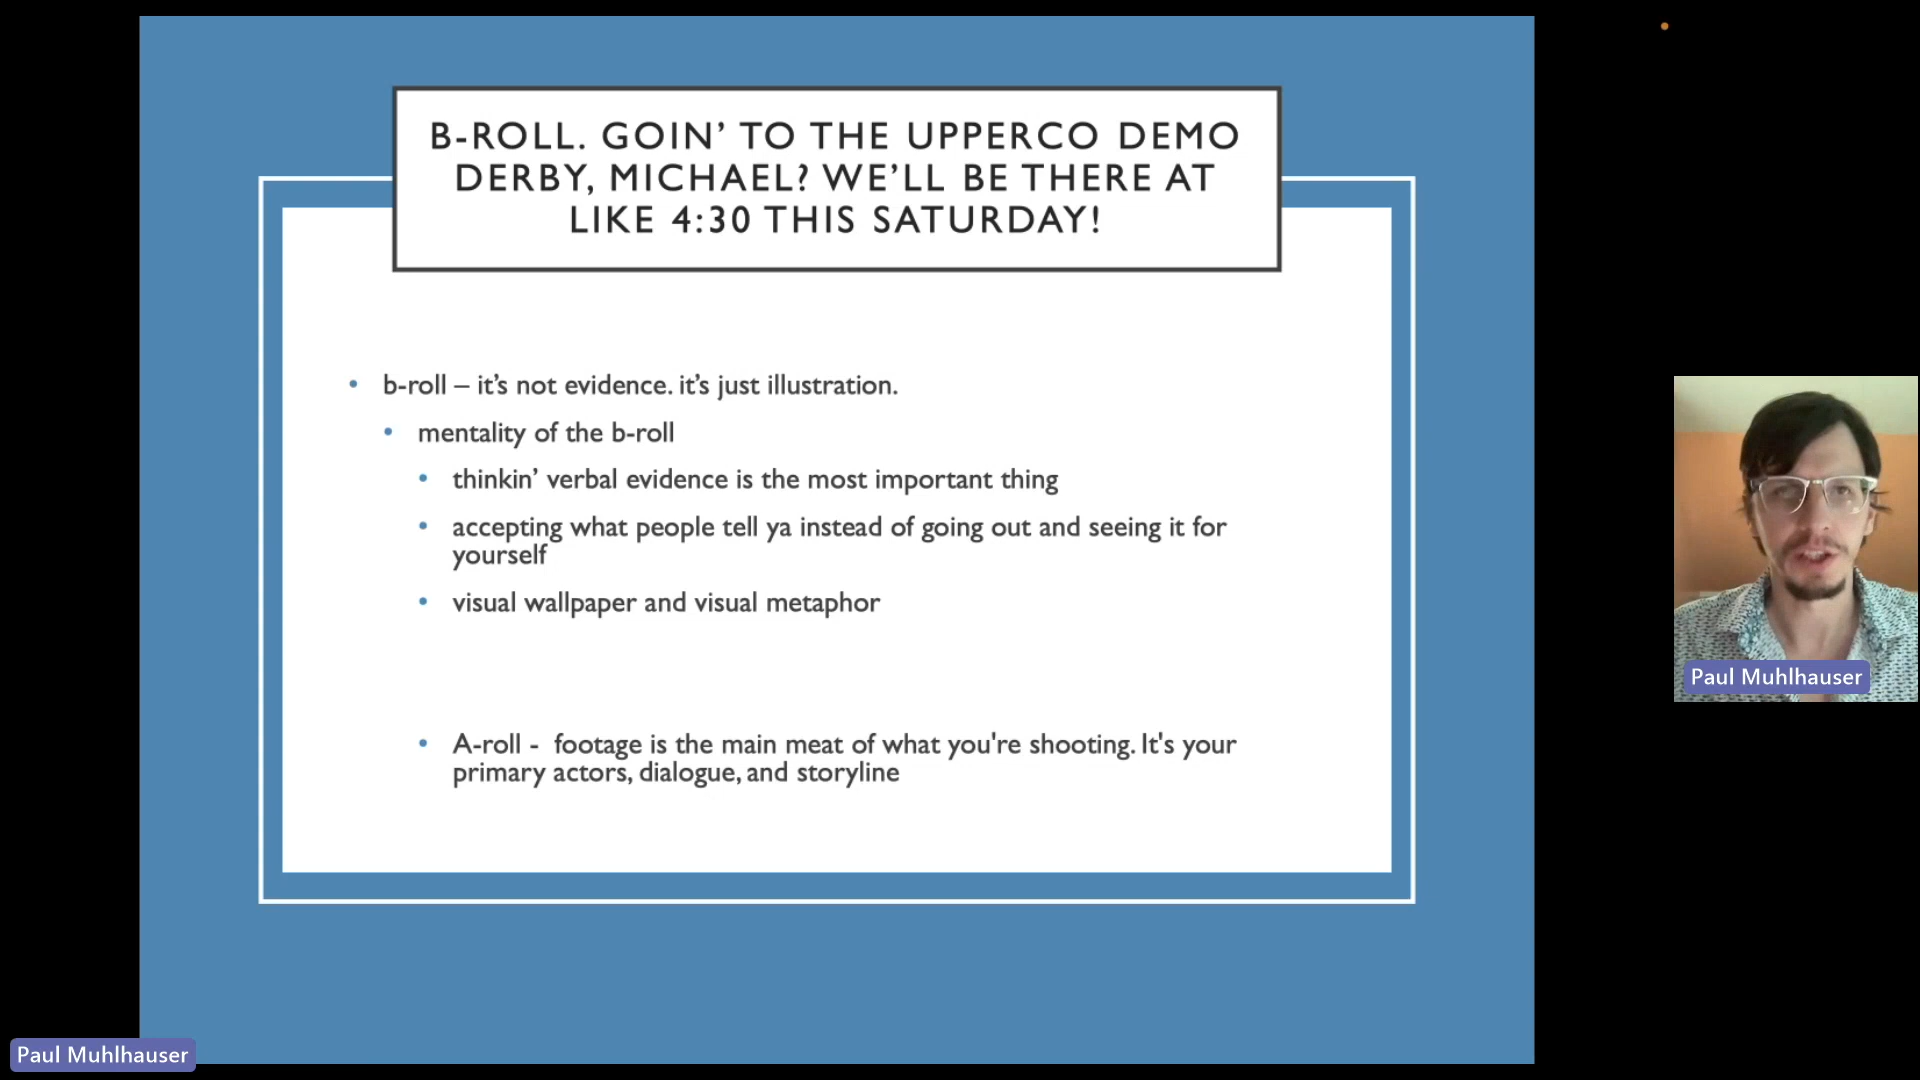 B-ROLL. GOIN’ TO THE UPPERCO DEMO
DERBY, MICHAEL? WE’LL BE THERE AT
LIKE 4:30 THIS SATURDAY!
• b-roll – it’s not evidence. it’s just illustration.
• mentality of the b-roll
• thinkin’ verbal evidence is the most important thing
• accepting what people tell ya instead of going out and seeing it for
yourself
• visual wallpaper and visual metaphor
• A-roll - footage is the main meat of what you're shooting. It's your
primary actors, dialogue, and storyline
Paul Muhlhauser
Paul Muhlhauser